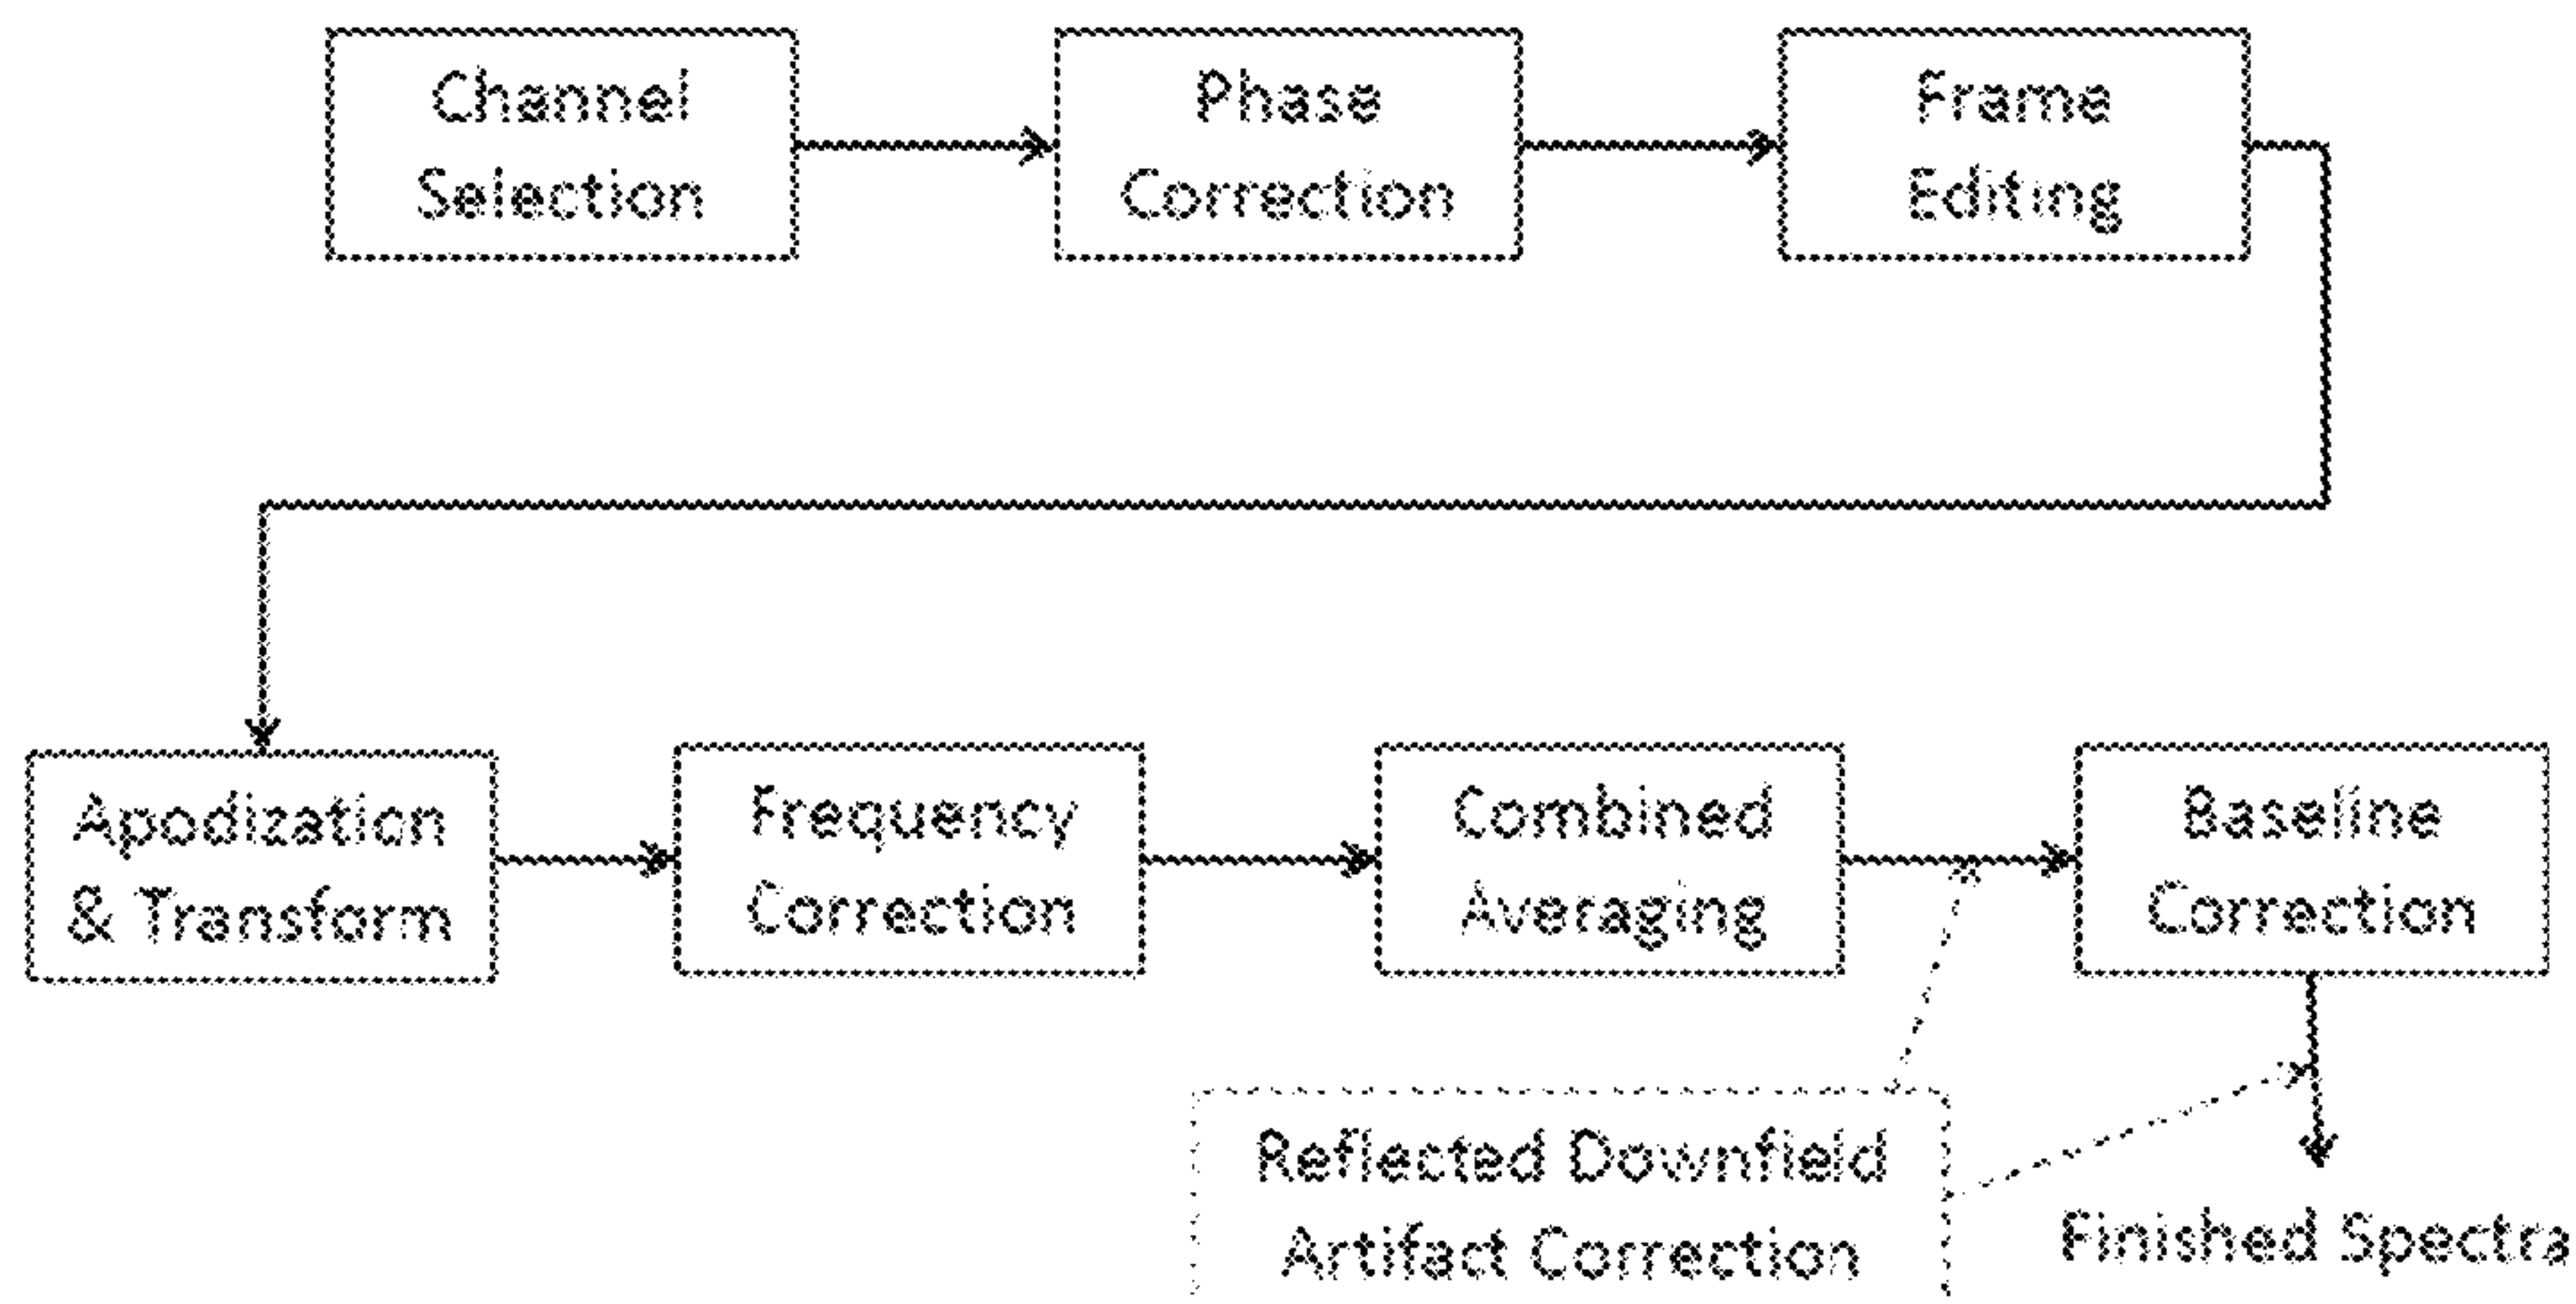 Channel
Selection
Phase
Correction
Frame
Editing
Apodization
& Transform
Frequency
Correction
Combined
Averaging
Baseline
Correction
Reflected Downfield
Artifact Correction
Finished Spectra